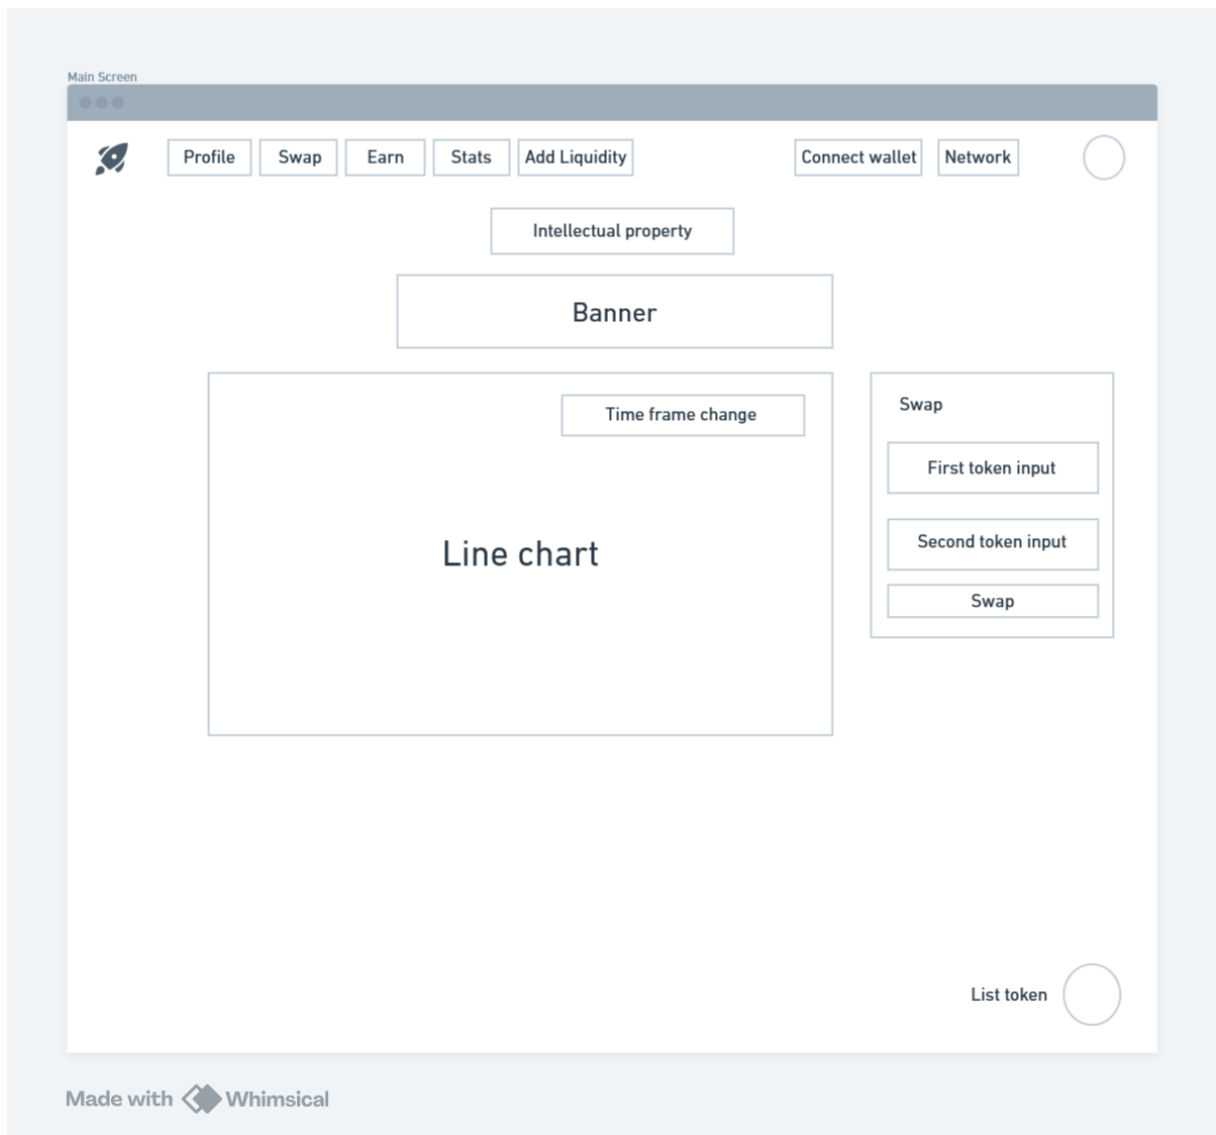 Main Screen
Profile Swap Earn Stats Add Liquidity Connect wallet Network
Intellectual property
Banner
Time frame change
Line chart
Swap
First token input
Second token input
Swap
List token
Made with Whimsical